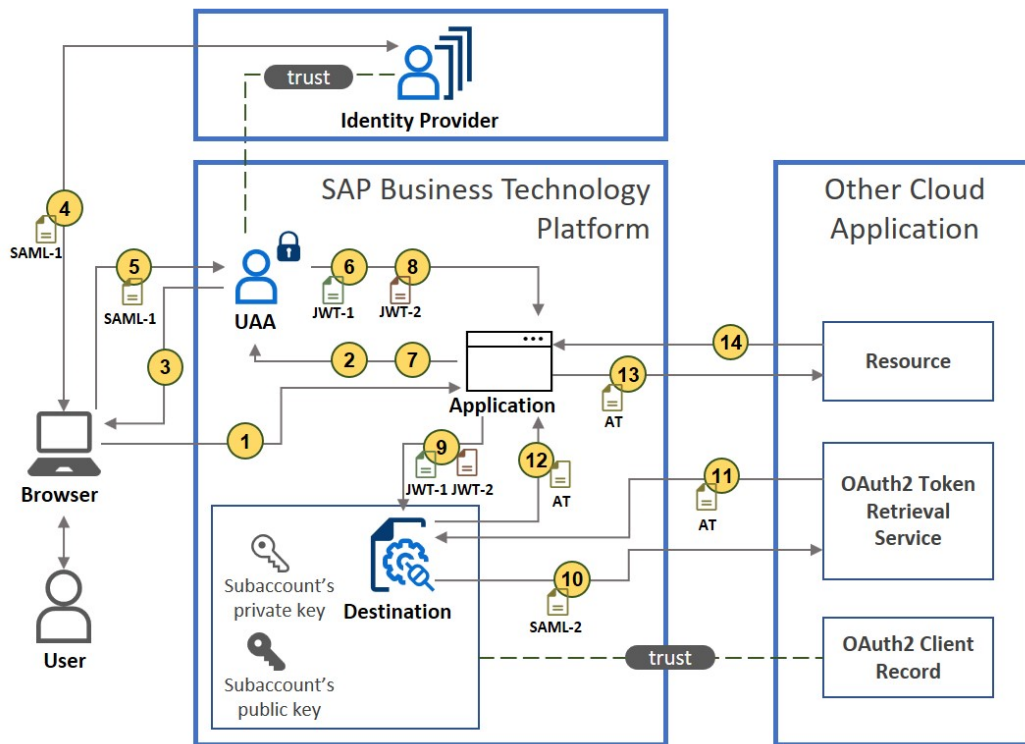 trust
Identity Provider
SAP Business Technology
Platform
Other Cloud
Application
4
SAML-1
5
SAML-1
6
JWT-1
8
JWT-2
UAA
3
2
7
14
13
AT
Resource
Application
1
Browser
9
JWT-1 JWT-2
12
AT
11
AT
OAuth2 Token
Retrieval
Service
Subaccount's
private key
Destination
10
SAML-2
User
Subaccount's
public key
trust
OAuth2 Client
Record